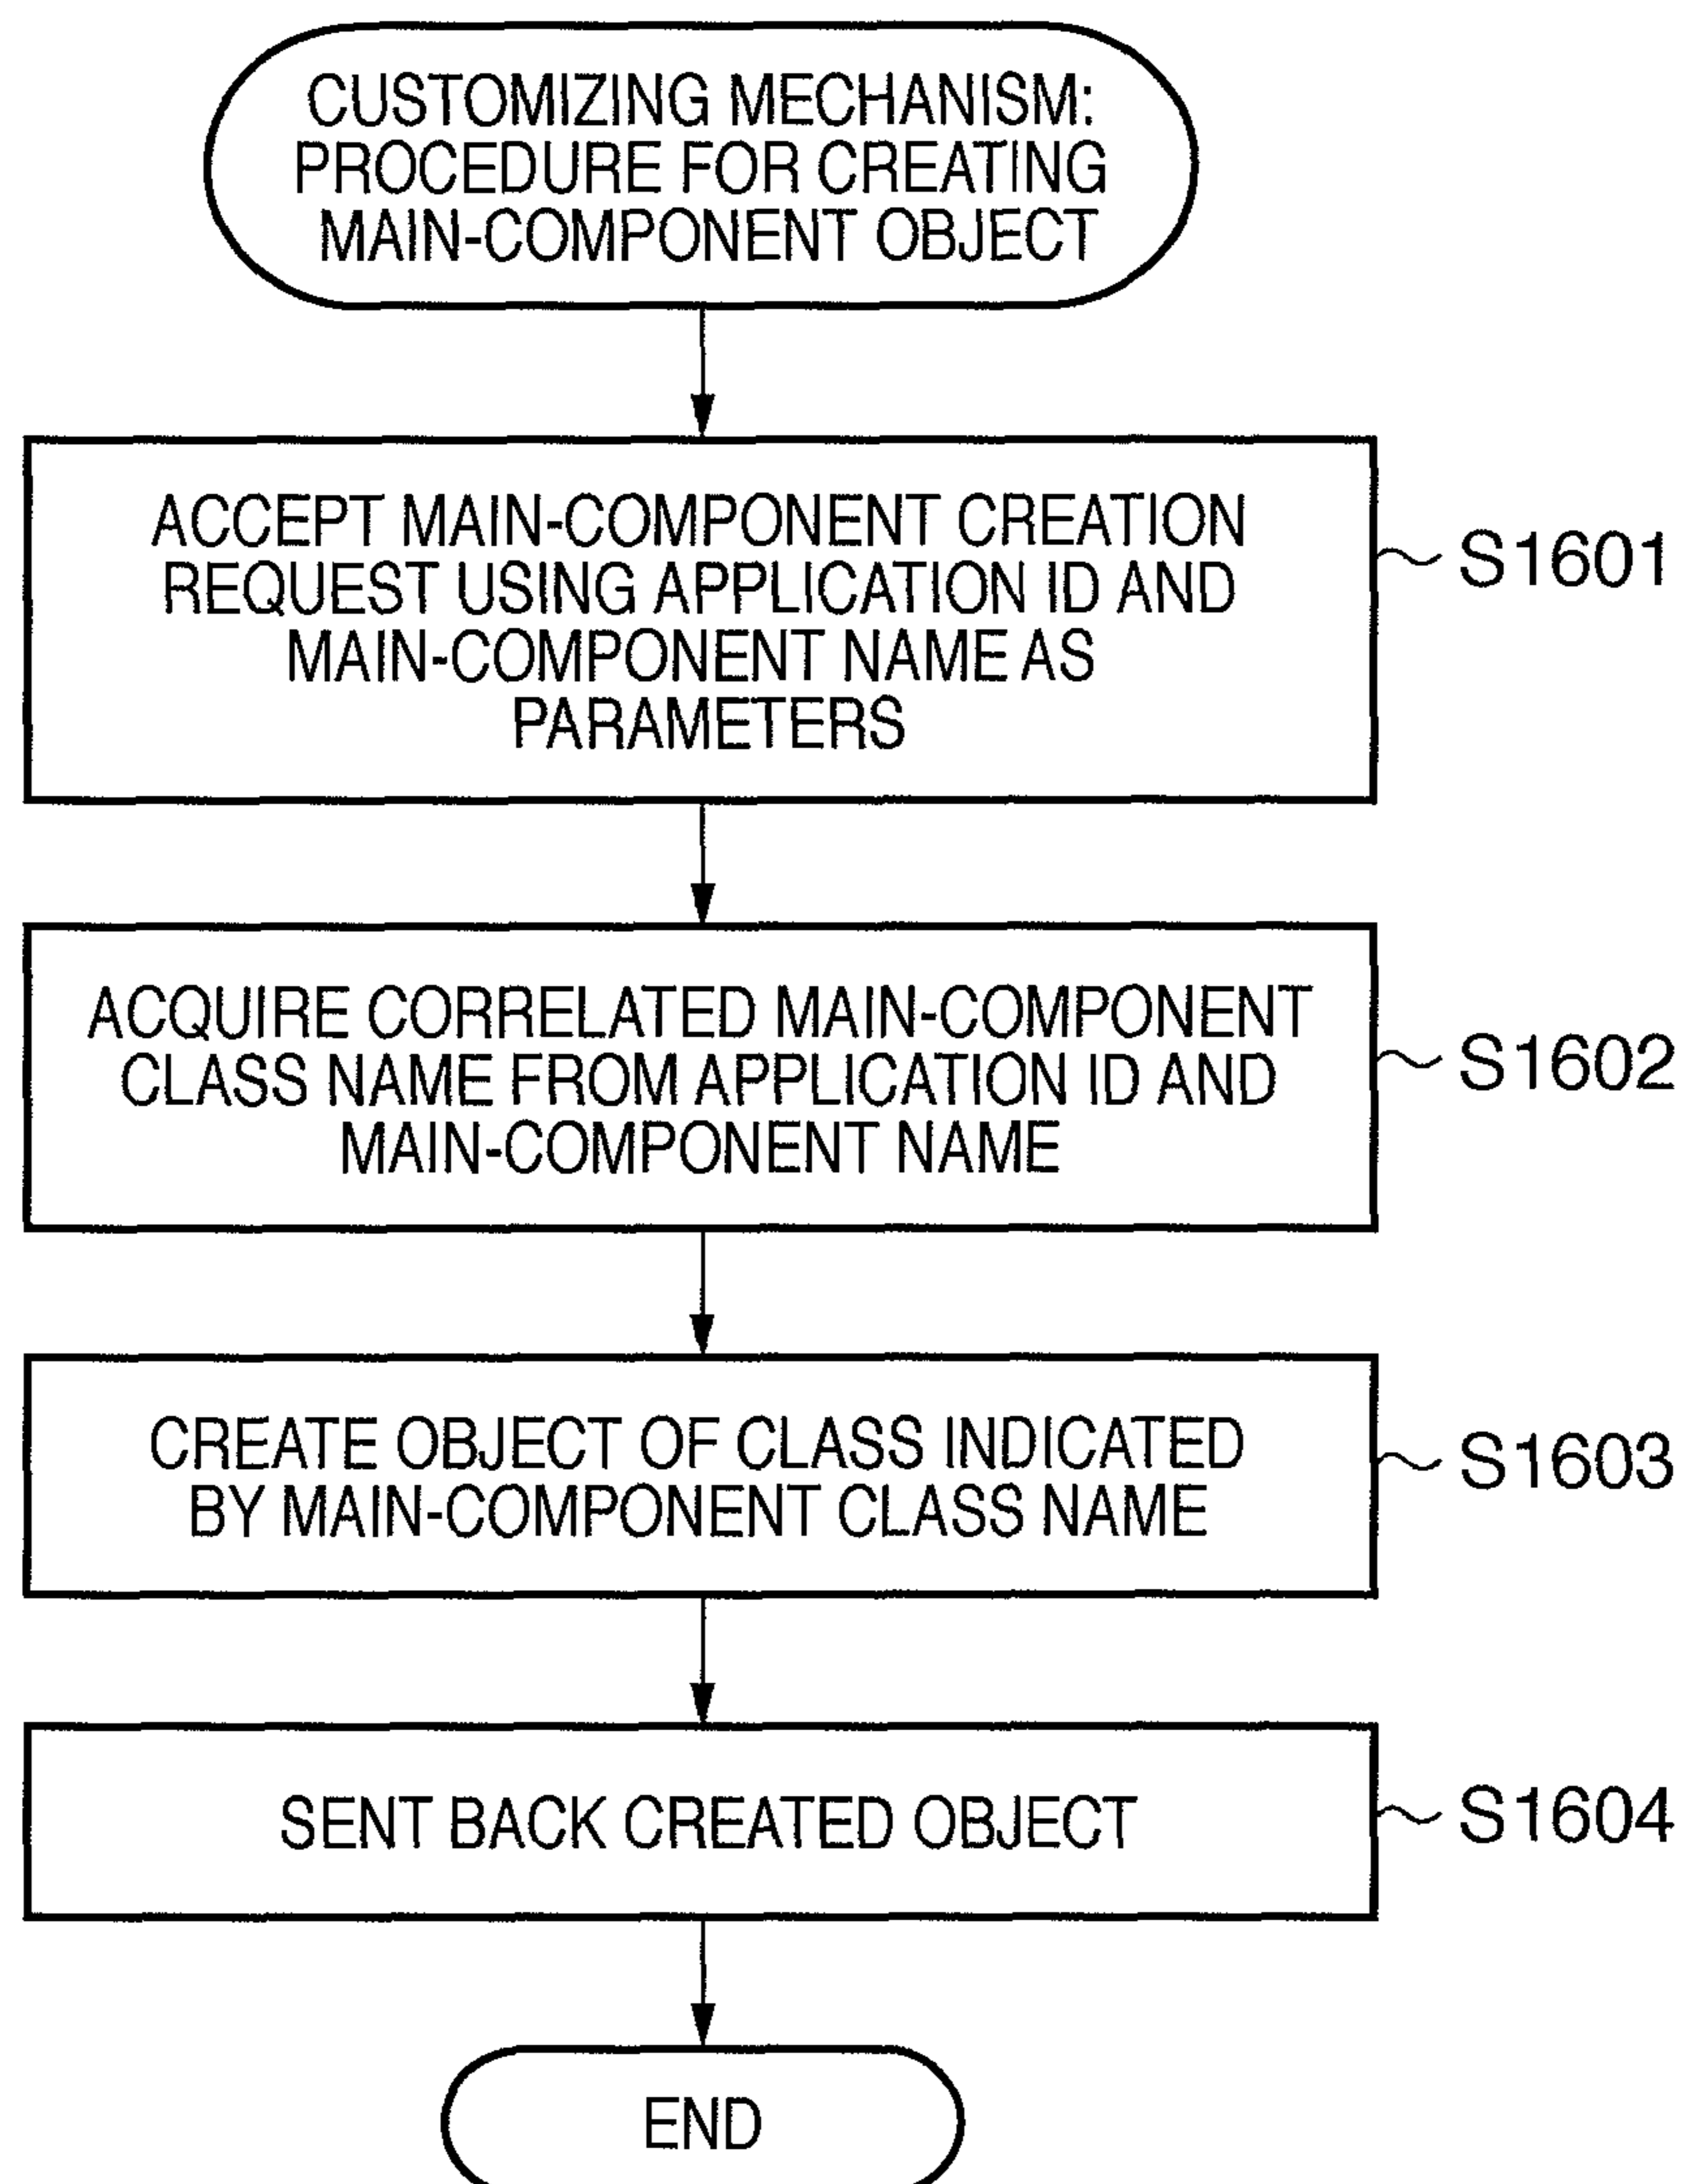 CUSTOMIZING MECHANISM:
PROCEDURE FOR CREATING
MAIN-COMPONENT OBJECT
ACCEPT MAIN-COMPONENT CREATION
REQUEST USING APPLICATION ID AND
MAIN-COMPONENT NAME AS
PARAMETERS
S1601
ACQUIRE CORRELATED MAIN-COMPONENT
CLASS NAME FROM APPLICATION ID AND
MAIN-COMPONENT NAME
S1602
CREATE OBJECT OF CLASS INDICATED
BY MAIN-COMPONENT CLASS NAME
S1603
SENT BACK CREATED OBJECT
S1604
END